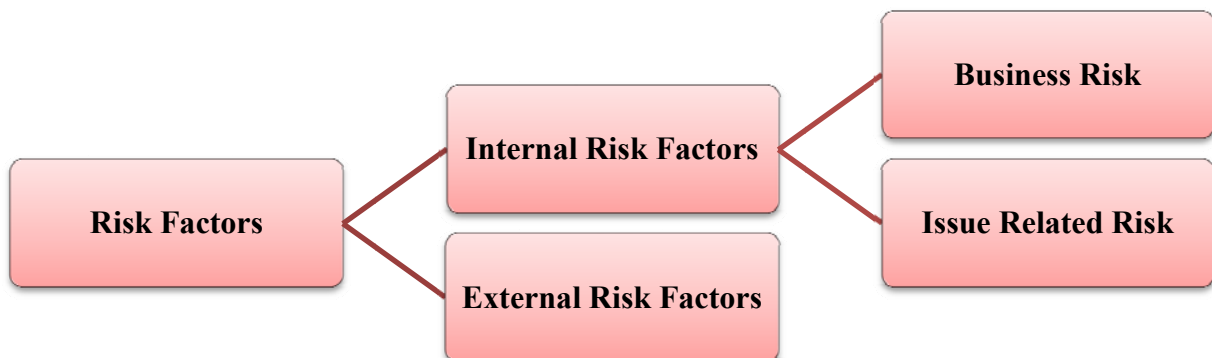 Risk Factors
Internal Risk Factors
External Risk Factors
Business Risk
Issue Related Risk